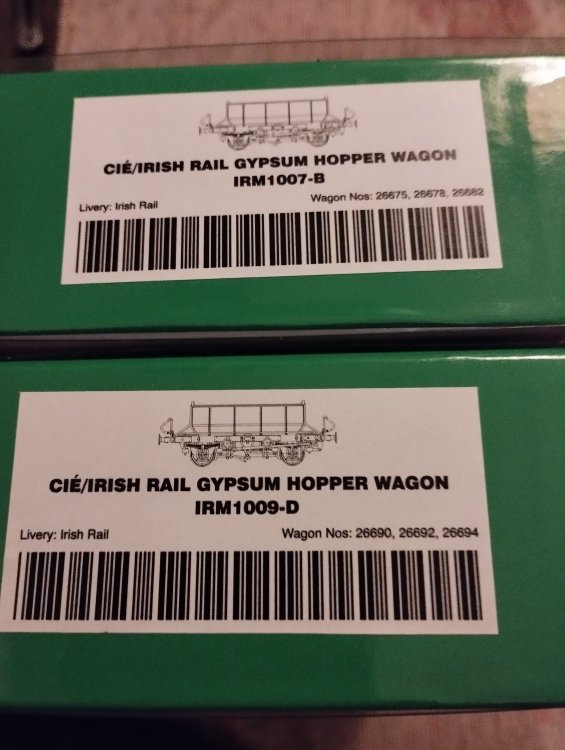 CIÉ/IRISH RAIL GYPSUM HOPPER WAGON
IRM1007-B
Livery: Irish Rail Wagon Nos: 26675, 26678, 26682
CIÉ/IRISH RAIL GYPSUM HOPPER WAGON
IRM1009-D
Livery: Irish Rail Wagon Nos: 26690, 26692, 26694